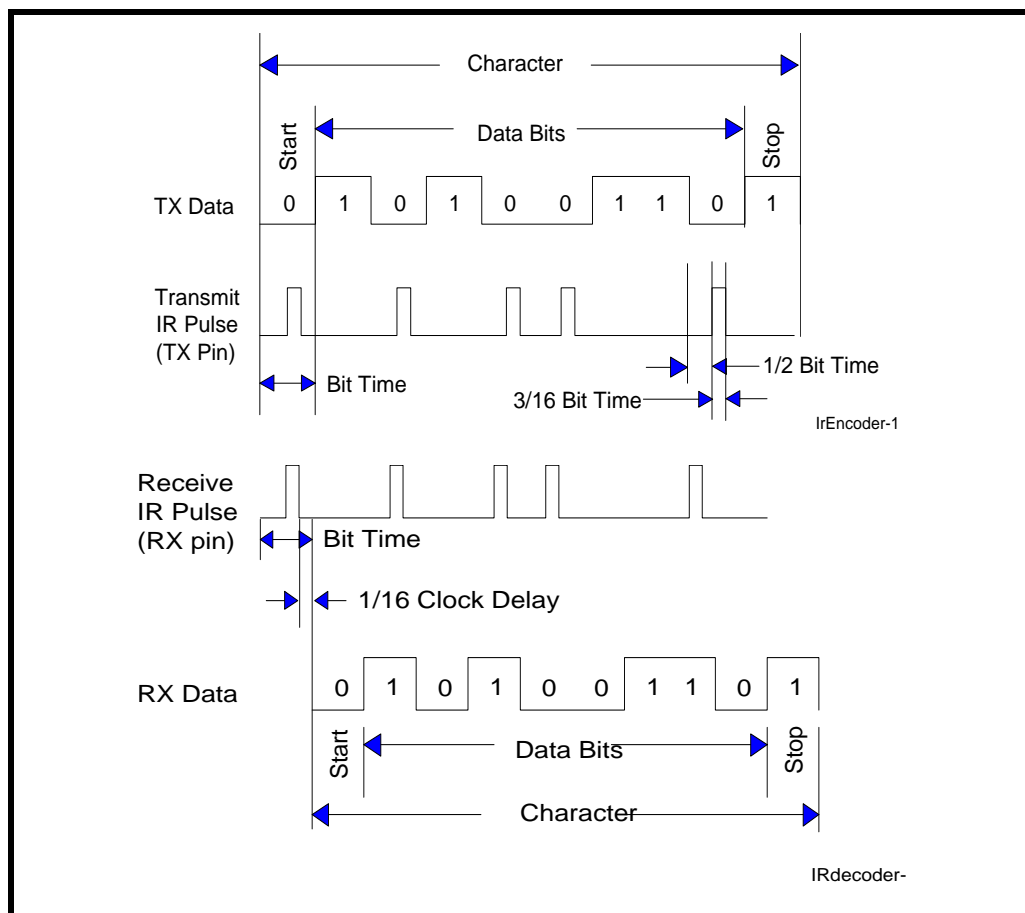 Character
Start
Data Bits
Stop
TX Data
0 1 0 1 0 0 1 1 0 1
Transmit
IR Pulse
(TX Pin)
1/2 Bit Time
Bit Time
3/16 Bit Time
IrEncoder-1
Receive
IR Pulse
(RX pin)
Bit Time
1/16 Clock Delay
RX Data
0 1 0 1 0 0 1 1 0 1
Start
Data Bits
Stop
Character
IRdecoder-